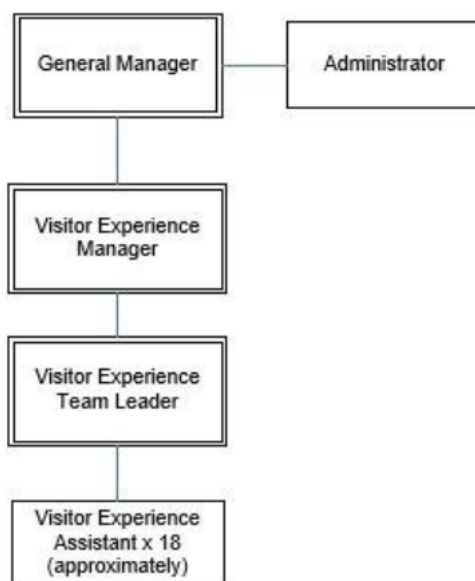 General Manager
Administrator
Visitor Experience
Manager
Visitor Experience
Team Leader
Visitor Experience
Assistant x 18
(approximately)